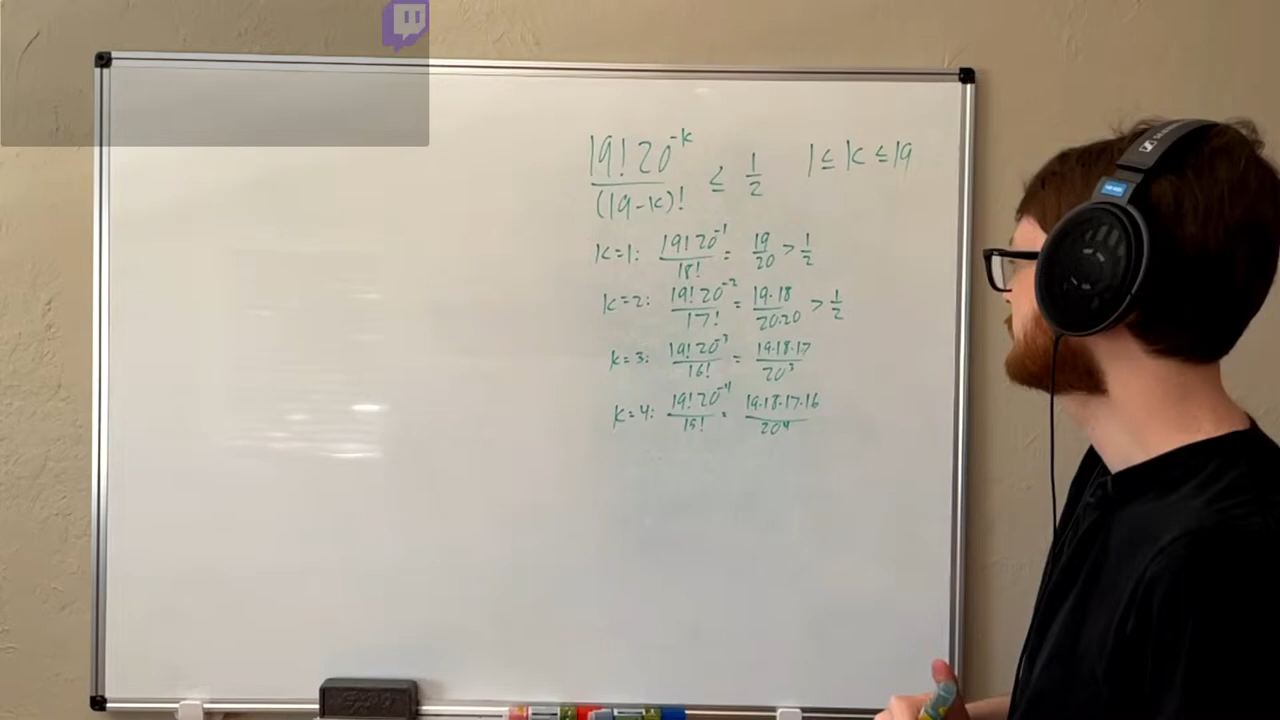 19! 20^-k / (19-k)! ≤ 1/2 1 ≤ k ≤ 19
k=1: 19! 20^-1 / 18! = 19/20 > 1/2
k=2: 19! 20^-2 / 17! = 19·18 / 20·20 > 1/2
k=3: 19! 20^-3 / 16! = 19·18·17 / 20^3
k=4: 19! 20^-4 / 15! = 19·18·17·16 / 20^4